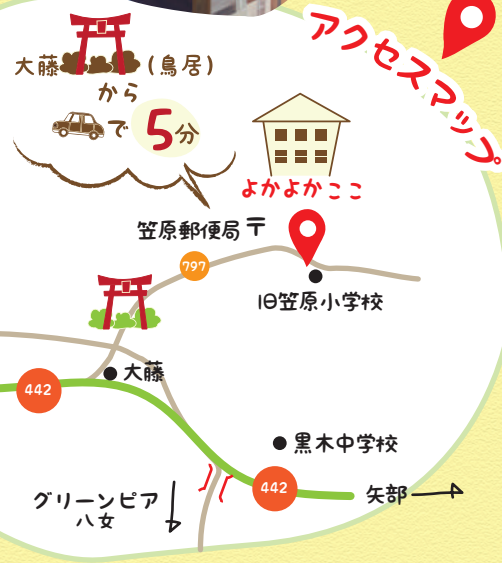 アクセスマップ
大藤(鳥居)
から
で5分
よかよかここ
笠原郵便局〒
797
旧笠原小学校
大藤
442
黒木中学校
442
矢部
グリーンピア
八女